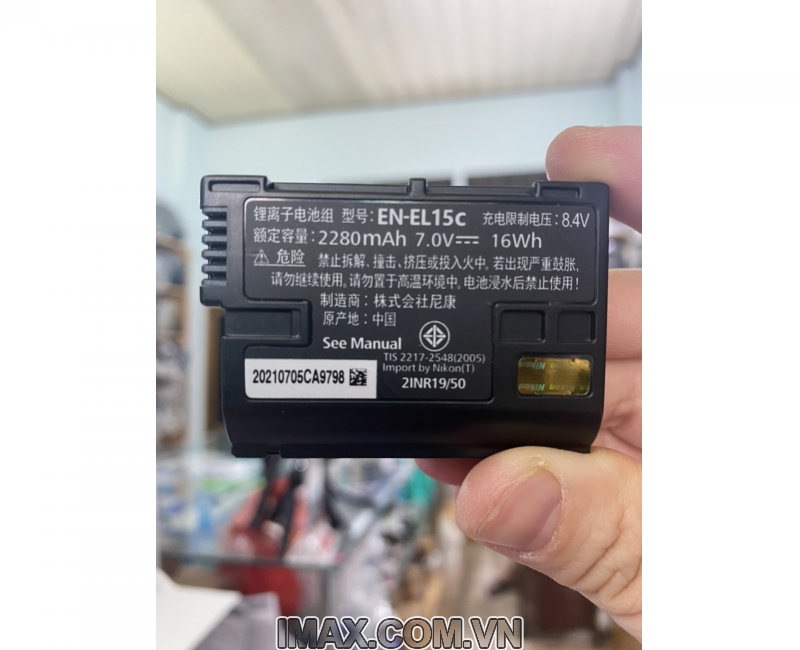 锂离子电池组 型号：EN-EL15c 充电限制电压：8.4V
额定容量：2280mAh 7.0V⎓ 16Wh
⚠ 危险 禁止拆解、撞击、挤压或投入火中。若出现严重鼓胀，
请勿继续使用。请勿置于高温环境中。电池浸水后禁止使用！
制造商：株式会社尼康
原产地：中国
See Manual
TIS 2217-2548(2005)
Import by Nikon(T)
20210705CA9798
2INR19/50
IMAX.COM.VN